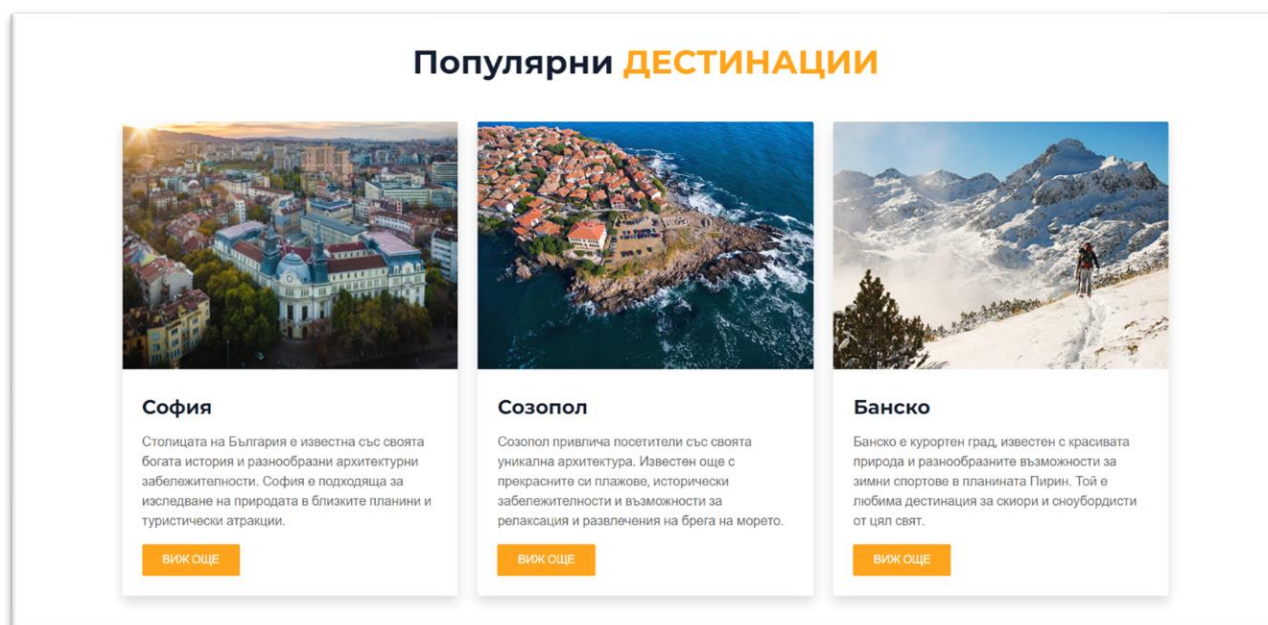 Популярни ДЕСТИНАЦИИ
София
Столицата на България е известна със своята
богата история и разнообразни архитектурни
забележителности. София е подходяща за
изследване на природата в близките планини и
туристически атракции.
ВИЖ ОЩЕ
Созопол
Созопол привлича посетители със своята
уникална архитектура. Известен още с
прекрасните си плажове, исторически
забележителности и възможности за
релаксация и развлечения на брега на морето.
ВИЖ ОЩЕ
Банско
Банско е курортен град, известен с красивата
природа и разнообразните възможности за
зимни спортове в планината Пирин. Той е
любима дестинация за скиори и сноубордисти
от цял свят.
ВИЖ ОЩЕ